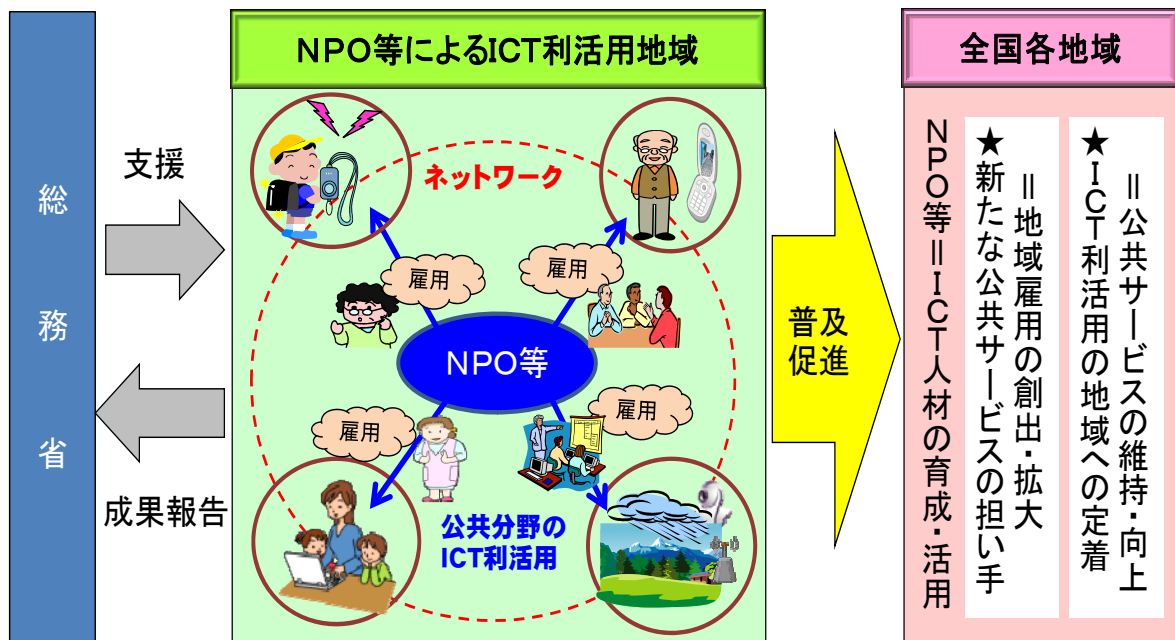 総務省
支援
成果報告
NPO等によるICT利活用地域
ネットワーク
雇用
雇用
NPO等
雇用
雇用
公共分野の
ICT利活用
普及
促進
全国各地域
★ICT利活用の地域への定着
=公共サービスの維持・向上
★新たな公共サービスの担い手
=地域雇用の創出・拡大
NPO等=ICT人材の育成・活用